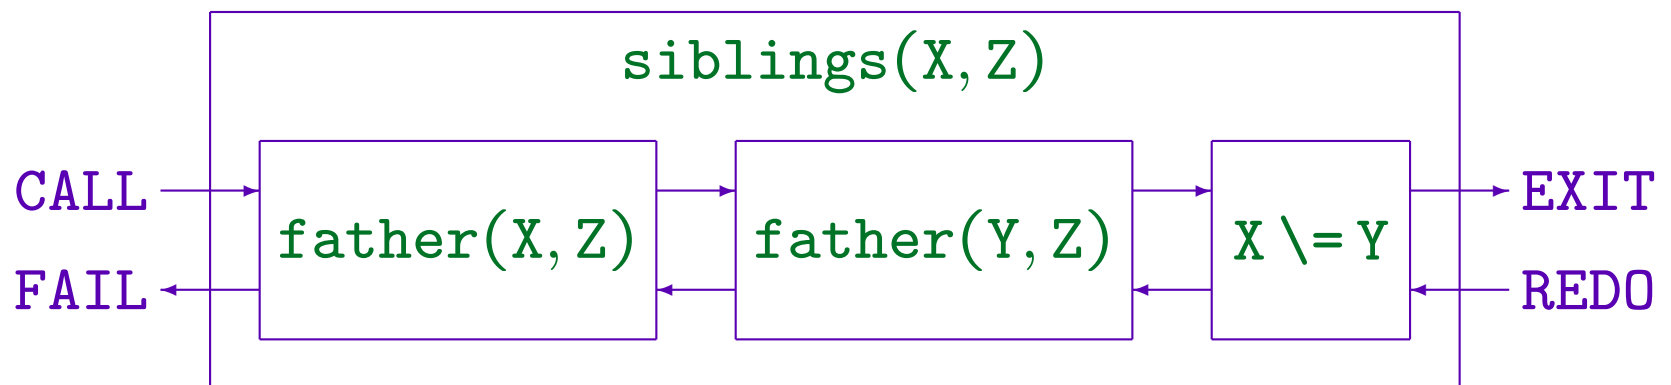 siblings(X, Z)
CALL
EXIT
father(X, Z)
father(Y, Z)
X \= Y
FAIL
REDO